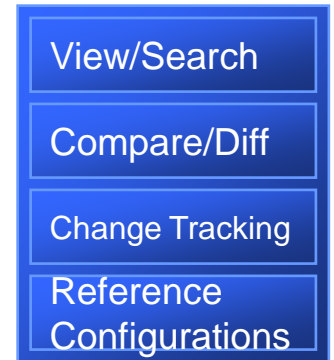 View/Search
Compare/Diff
Change Tracking
Reference
Configurations